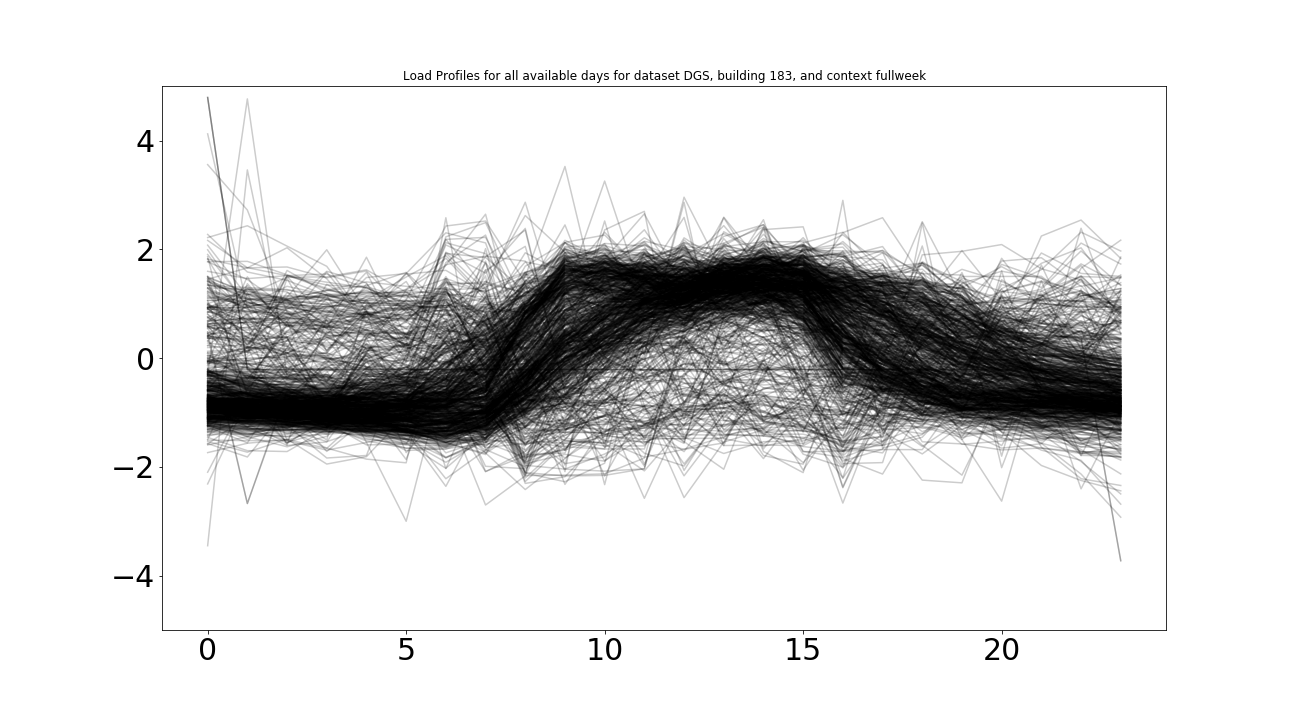 Load Profiles for all available days for dataset DGS, building 183, and context fullweek
4
2
0
−2
−4
0 5 10 15 20